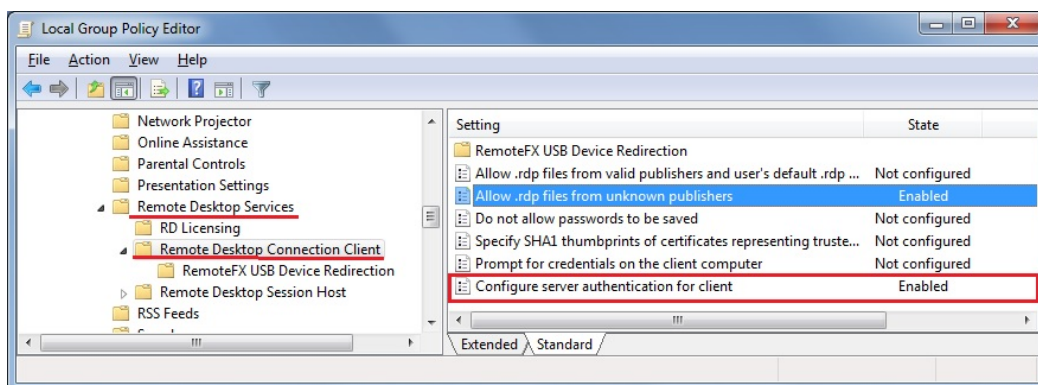 Local Group Policy Editor
File Action View Help
Network Projector
Online Assistance
Parental Controls
Presentation Settings
Remote Desktop Services
RD Licensing
Remote Desktop Connection Client
RemoteFX USB Device Redirection
Remote Desktop Session Host
RSS Feeds
Setting State
RemoteFX USB Device Redirection
Allow .rdp files from valid publishers and user's default .rdp ... Not configured
Allow .rdp files from unknown publishers Enabled
Do not allow passwords to be saved Not configured
Specify SHA1 thumbprints of certificates representing truste... Not configured
Prompt for credentials on the client computer Not configured
Configure server authentication for client Enabled
Extended Standard